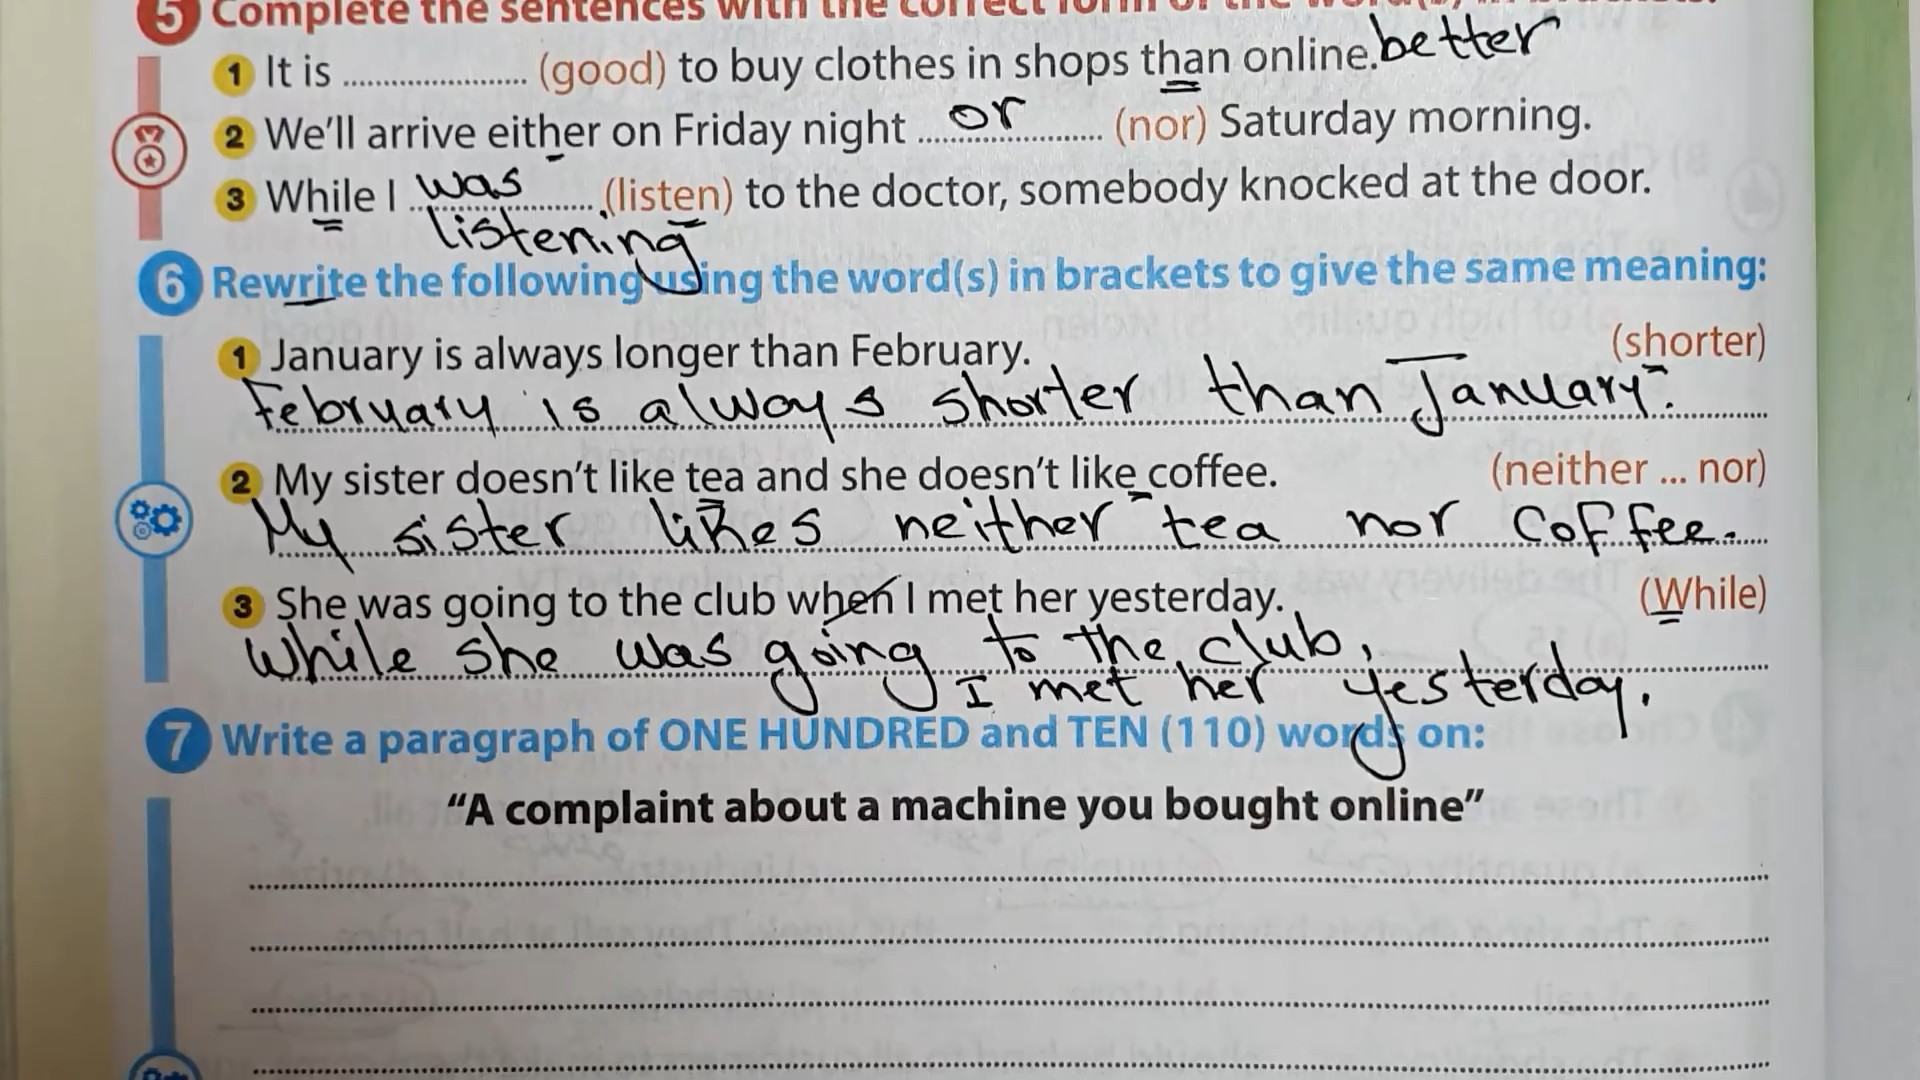 5 Complete the sentences with the correct form of the word(s) in brackets:
1 It is .................... (good) to buy clothes in shops than online. better
2 We'll arrive either on Friday night ..... or ..... (nor) Saturday morning.
3 While I was (listen) to the doctor, somebody knocked at the door.
listening
6 Rewrite the following using the word(s) in brackets to give the same meaning:
1 January is always longer than February. (shorter)
February is always shorter than January.
2 My sister doesn't like tea and she doesn't like coffee. (neither ... nor)
My sister likes neither tea nor coffee.
3 She was going to the club when I met her yesterday. (While)
While she was going to the club,
I met her yesterday.
7 Write a paragraph of ONE HUNDRED and TEN (110) words on:
"A complaint about a machine you bought online"